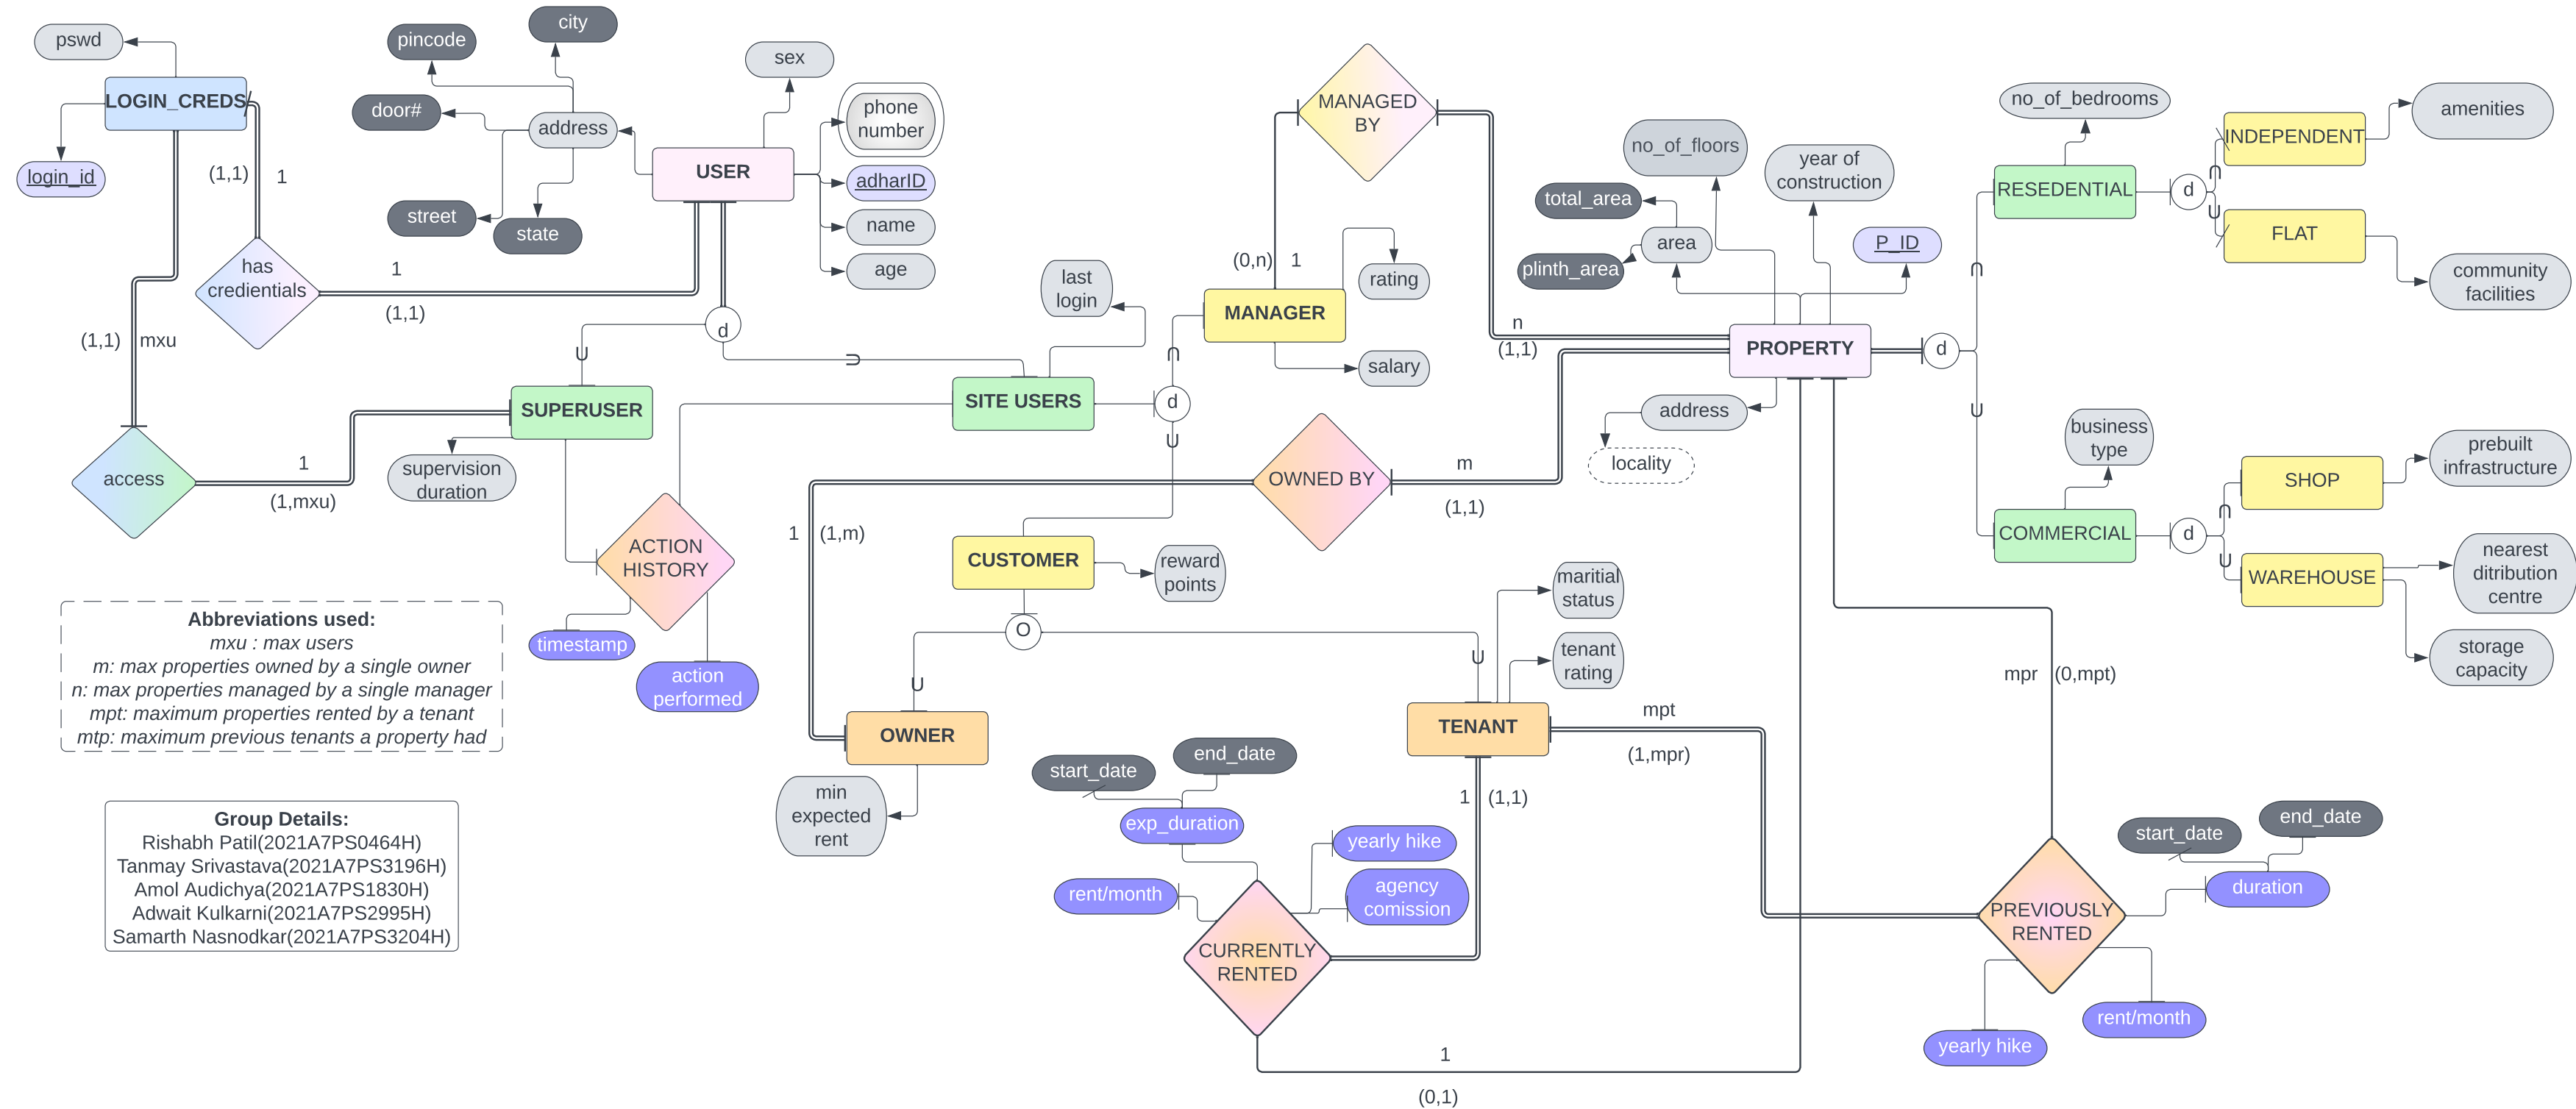 pswd
LOGIN_CREDS/
login_id
(1,1)
1
has
credientials
1
(1,1)
(1,1)
mxu
access
1
(1,mxu)
pincode
city
door#
address
street
state
sex
USER
phone
number
adharID
name
age
d
U
U
SUPERUSER
supervision
duration
SITE USERS
last
login
d
U
U
ACTION
HISTORY
timestamp
action
performed
MANAGED
BY
(0,n)
1
MANAGER
rating
salary
n
(1,1)
OWNED BY
m
(1,1)
1
(1,m)
CUSTOMER
reward
points
O
U
U
OWNER
min
expected
rent
maritial
status
tenant
rating
TENANT
mpt
(1,mpr)
1
(1,1)
start_date
end_date
exp_duration
yearly hike
rent/month
agency
comission
CURRENTLY
RENTED
1
(0,1)
no_of_floors
year of
construction
total_area
area
plinth_area
P_ID
PROPERTY
address
locality
d
U
U
no_of_bedrooms
RESEDENTIAL
d
U
U
INDEPENDENT
amenities
FLAT
community
facilities
business
type
COMMERCIAL
d
U
U
SHOP
prebuilt
infrastructure
WAREHOUSE
nearest
ditribution
centre
storage
capacity
mpr
(0,mpt)
start_date
end_date
duration
PREVIOUSLY
RENTED
rent/month
yearly hike
Abbreviations used:
mxu : max users
m: max properties owned by a single owner
n: max properties managed by a single manager
mpt: maximum properties rented by a tenant
mtp: maximum previous tenants a property had
Group Details:
Rishabh Patil(2021A7PS0464H)
Tanmay Srivastava(2021A7PS3196H)
Amol Audichya(2021A7PS1830H)
Adwait Kulkarni(2021A7PS2995H)
Samarth Nasnodkar(2021A7PS3204H)